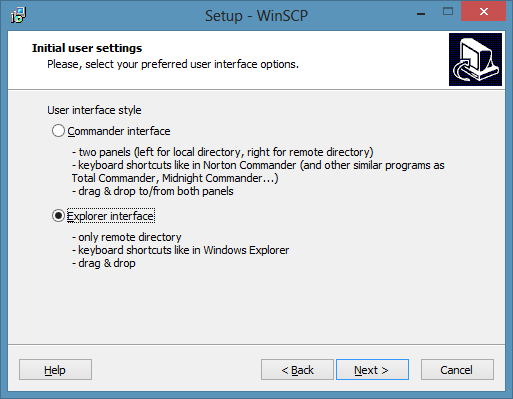 Setup - WinSCP
Initial user settings
Please, select your preferred user interface options.
User interface style
Commander interface
- two panels (left for local directory, right for remote directory)
- keyboard shortcuts like in Norton Commander (and other similar programs as
Total Commander, Midnight Commander...)
- drag & drop to/from both panels
Explorer interface
- only remote directory
- keyboard shortcuts like in Windows Explorer
- drag & drop
Help
< Back
Next >
Cancel